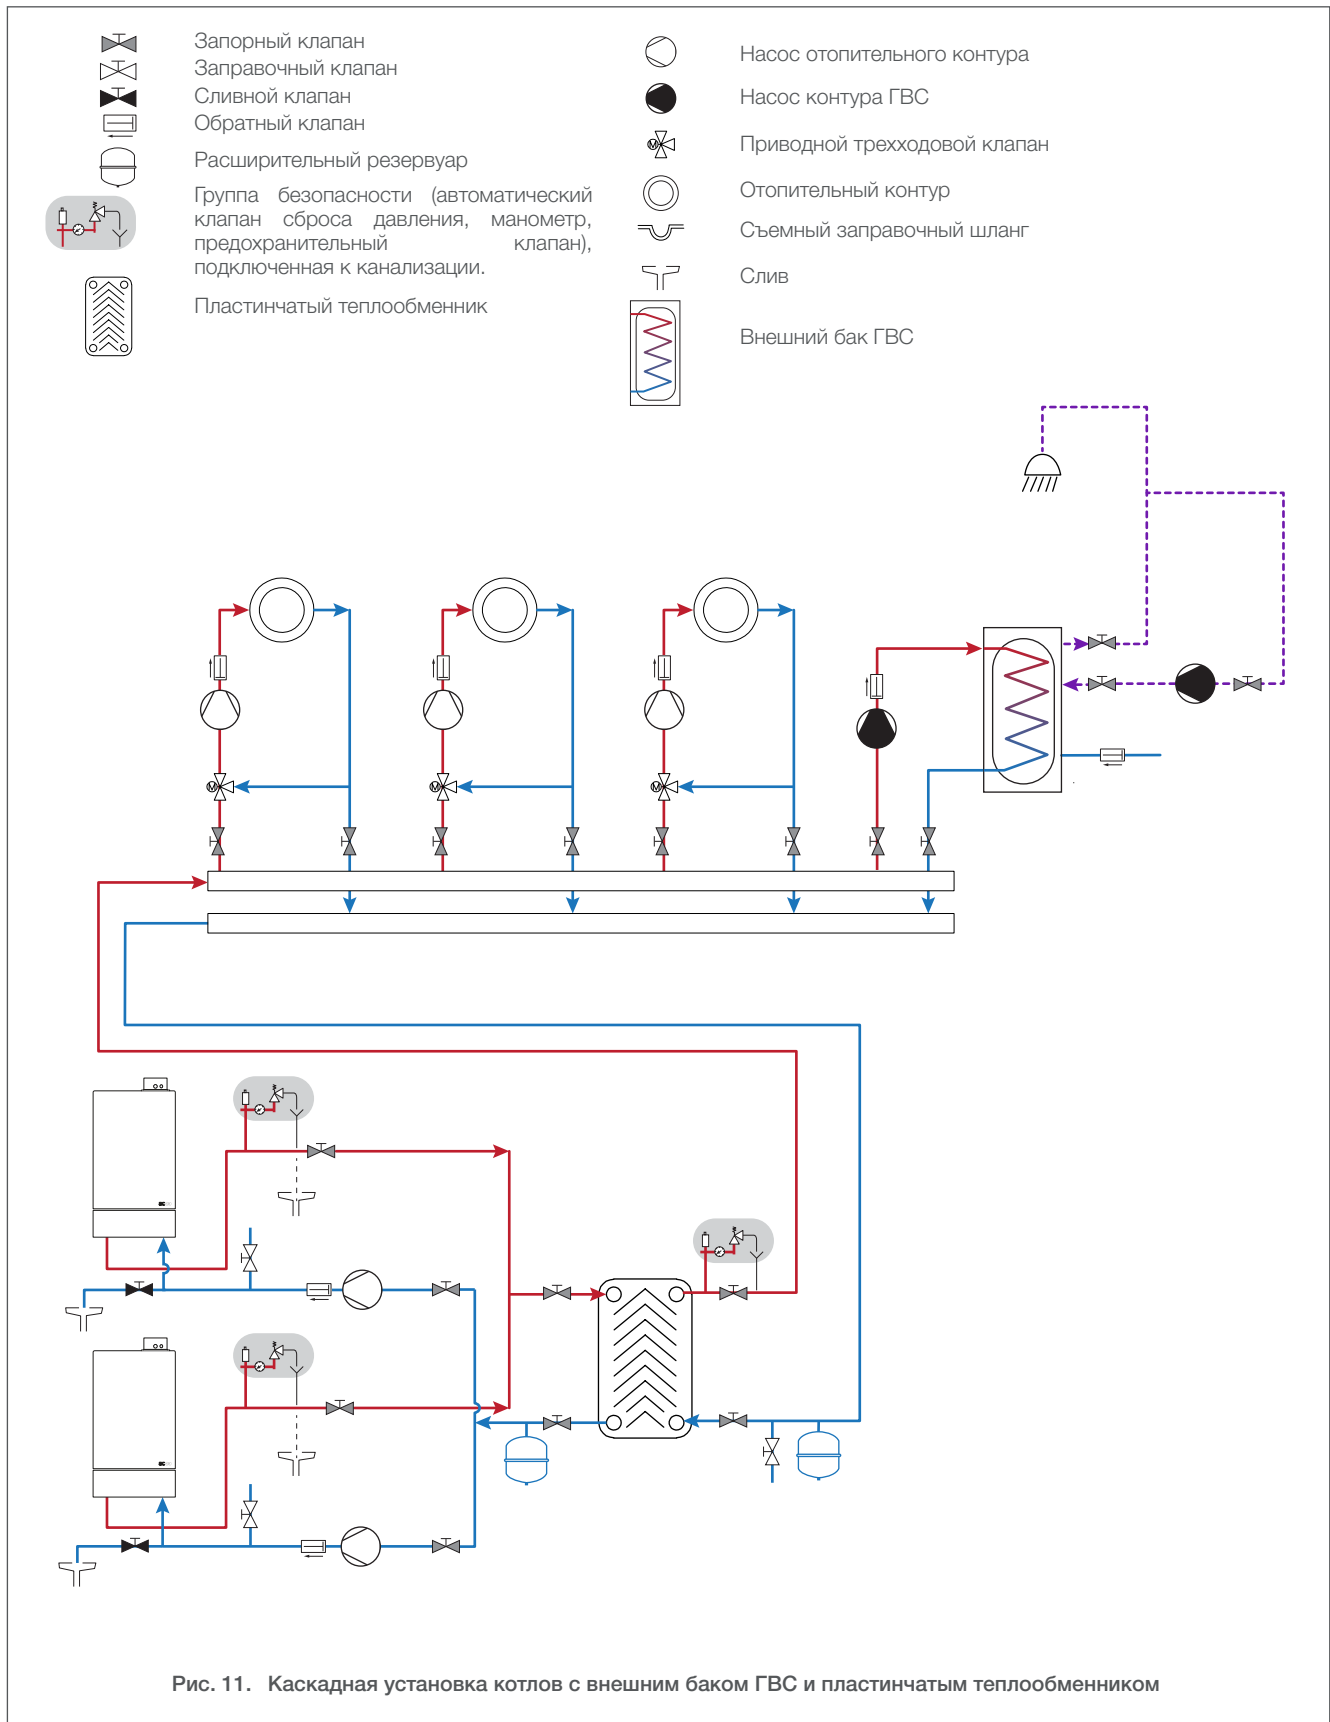 Запорный клапан
Заправочный клапан
Сливной клапан
Обратный клапан
Расширительный резервуар
Группа безопасности (автоматический
клапан сброса давления, манометр,
предохранительный клапан),
подключенная к канализации.
Пластинчатый теплообменник
Насос отопительного контура
Насос контура ГВС
M
Приводной трехходовой клапан
Отопительный контур
Съемный заправочный шланг
Слив
Внешний бак ГВС
M
M
M
Рис. 11. Каскадная установка котлов с внешним баком ГВС и пластинчатым теплообменником